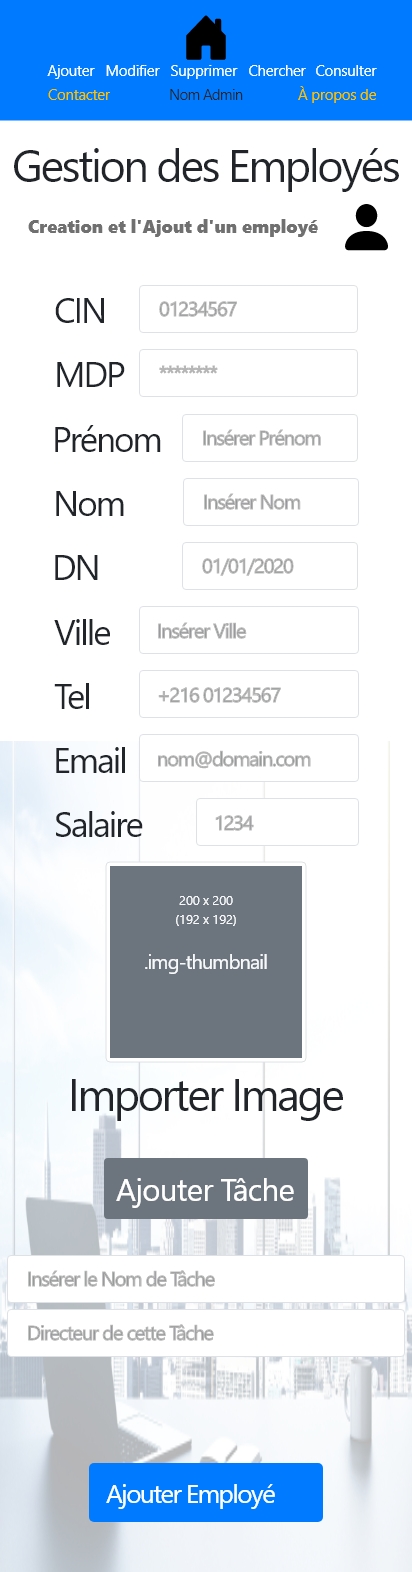 Ajouter Modifier Supprimer Chercher Consulter
Contacter Nom Admin À propos de
Gestion des Employés
Creation et l'Ajout d'un employé
CIN 01234567
MDP ********
Prénom Insérer Prénom
Nom Insérer Nom
DN 01/01/2020
Ville Insérer Ville
Tel +216 01234567
Email nom@domain.com
Salaire 1234
200 x 200
(192 x 192)
.img-thumbnail
Importer Image
Ajouter Tâche
Insérer le Nom de Tâche
Directeur de cette Tâche
Ajouter Employé